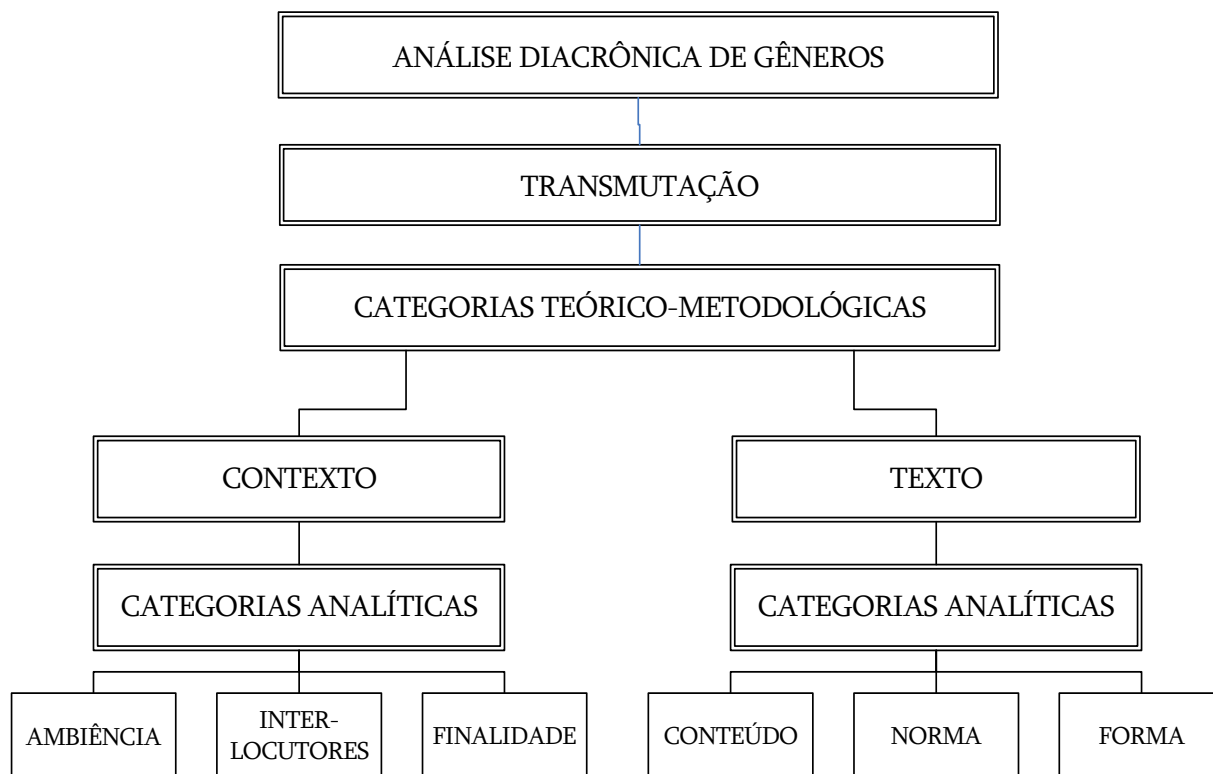 ANÁLISE DIACRÔNICA DE GÊNEROS
TRANSMUTAÇÃO
CATEGORIAS TEÓRICO-METODOLÓGICAS
CONTEXTO
TEXTO
CATEGORIAS ANALÍTICAS
CATEGORIAS ANALÍTICAS
AMBIÊNCIA
INTER-
LOCUTORES
FINALIDADE
CONTEÚDO
NORMA
FORMA